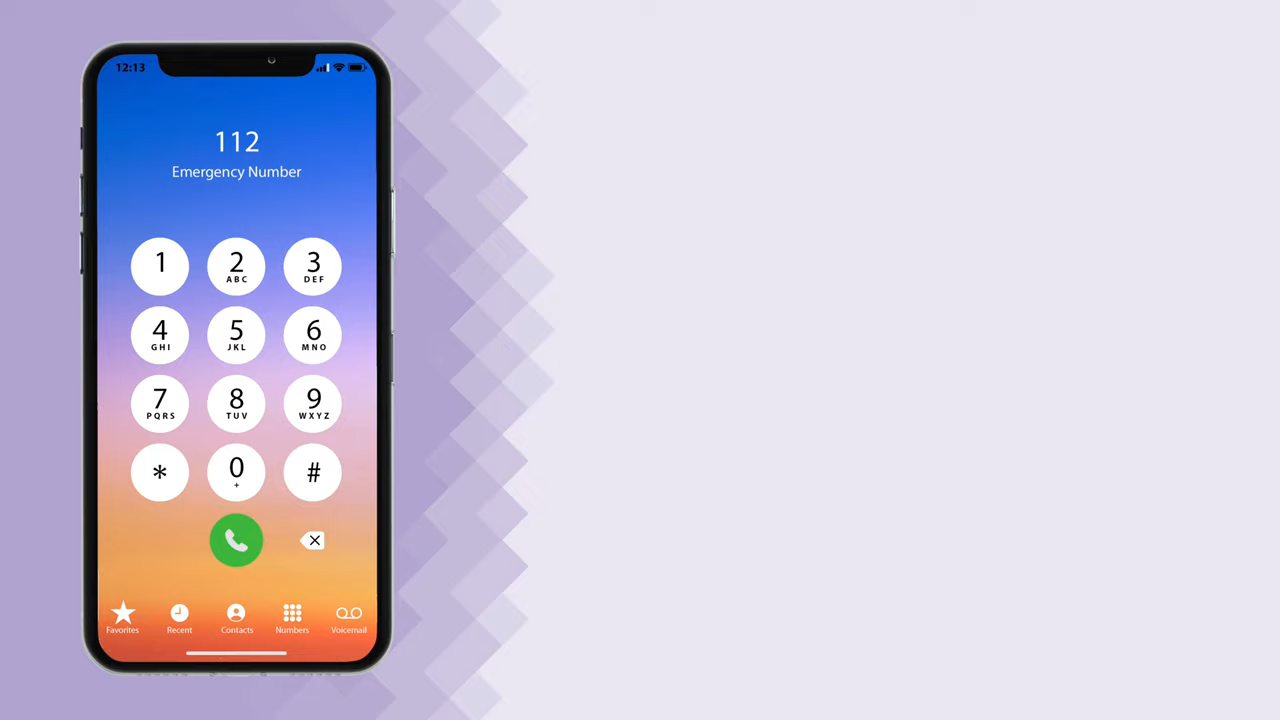 12:13
112
Emergency Number
1
2
ABC
3
DEF
4
GHI
5
JKL
6
MNO
7
PQRS
8
TUV
9
WXYZ
*
0
+
#
Favorites
Recent
Contacts
Numbers
Voicemail